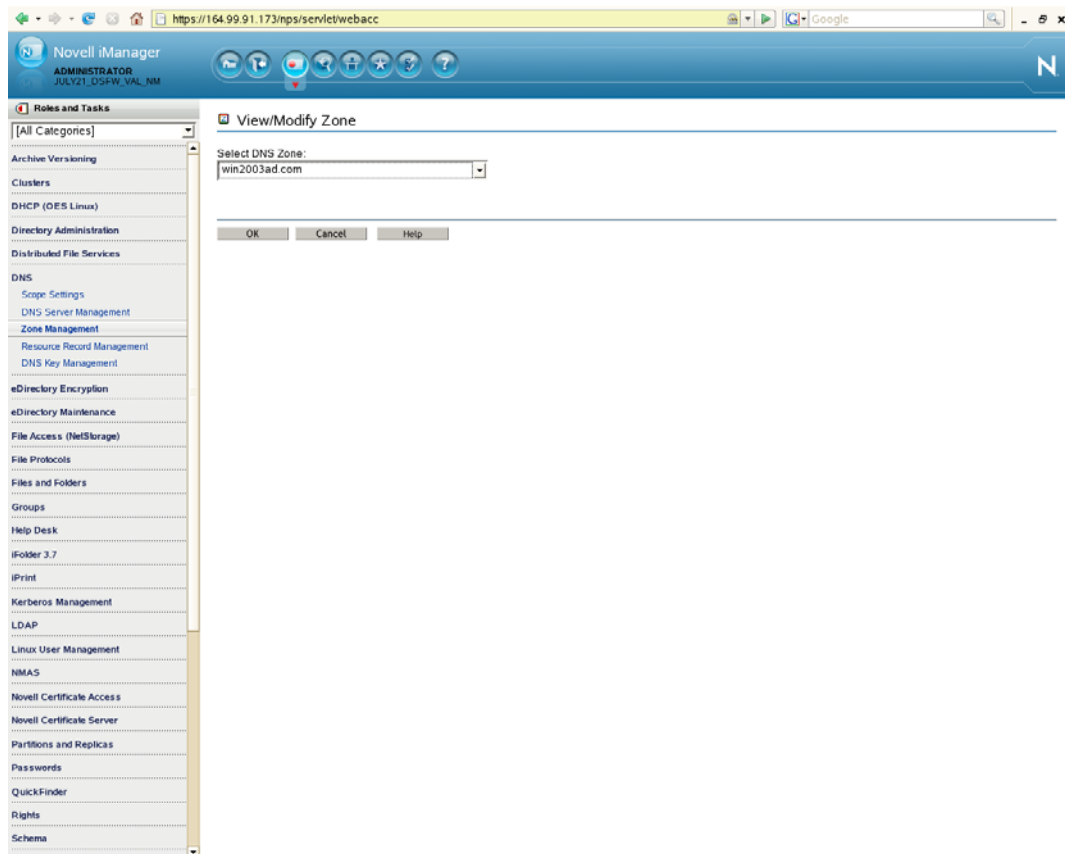 https://164.99.91.173/nps/servlet/webacc
Google
Novell iManager
ADMINISTRATOR
JULY21_DSFW_VAL_NM
N
Roles and Tasks
[All Categories]
Archive Versioning
Clusters
DHCP (OES Linux)
Directory Administration
Distributed File Services
DNS
Scope Settings
DNS Server Management
Zone Management
Resource Record Management
DNS Key Management
eDirectory Encryption
eDirectory Maintenance
File Access (NetStorage)
File Protocols
Files and Folders
Groups
Help Desk
iFolder 3.7
iPrint
Kerberos Management
LDAP
Linux User Management
NMAS
Novell Certificate Access
Novell Certificate Server
Partitions and Replicas
Passwords
QuickFinder
Rights
Schema
View/Modify Zone
Select DNS Zone:
win2003ad.com
OK Cancel Help